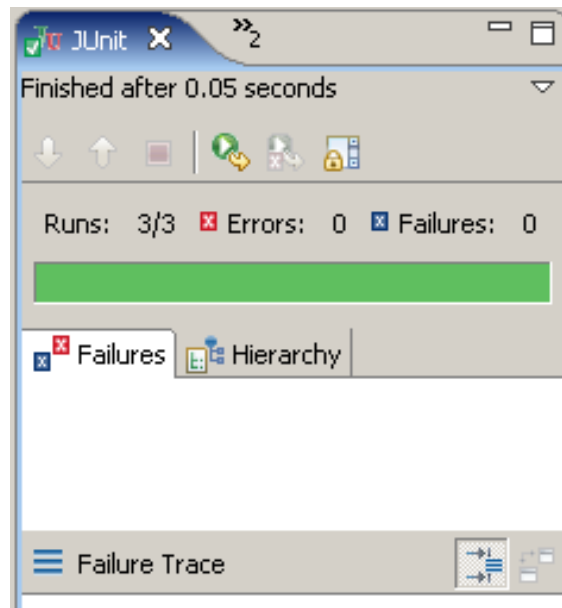 JUnit »2
Finished after 0.05 seconds
Runs: 3/3 Errors: 0 Failures: 0
Failures Hierarchy
Failure Trace